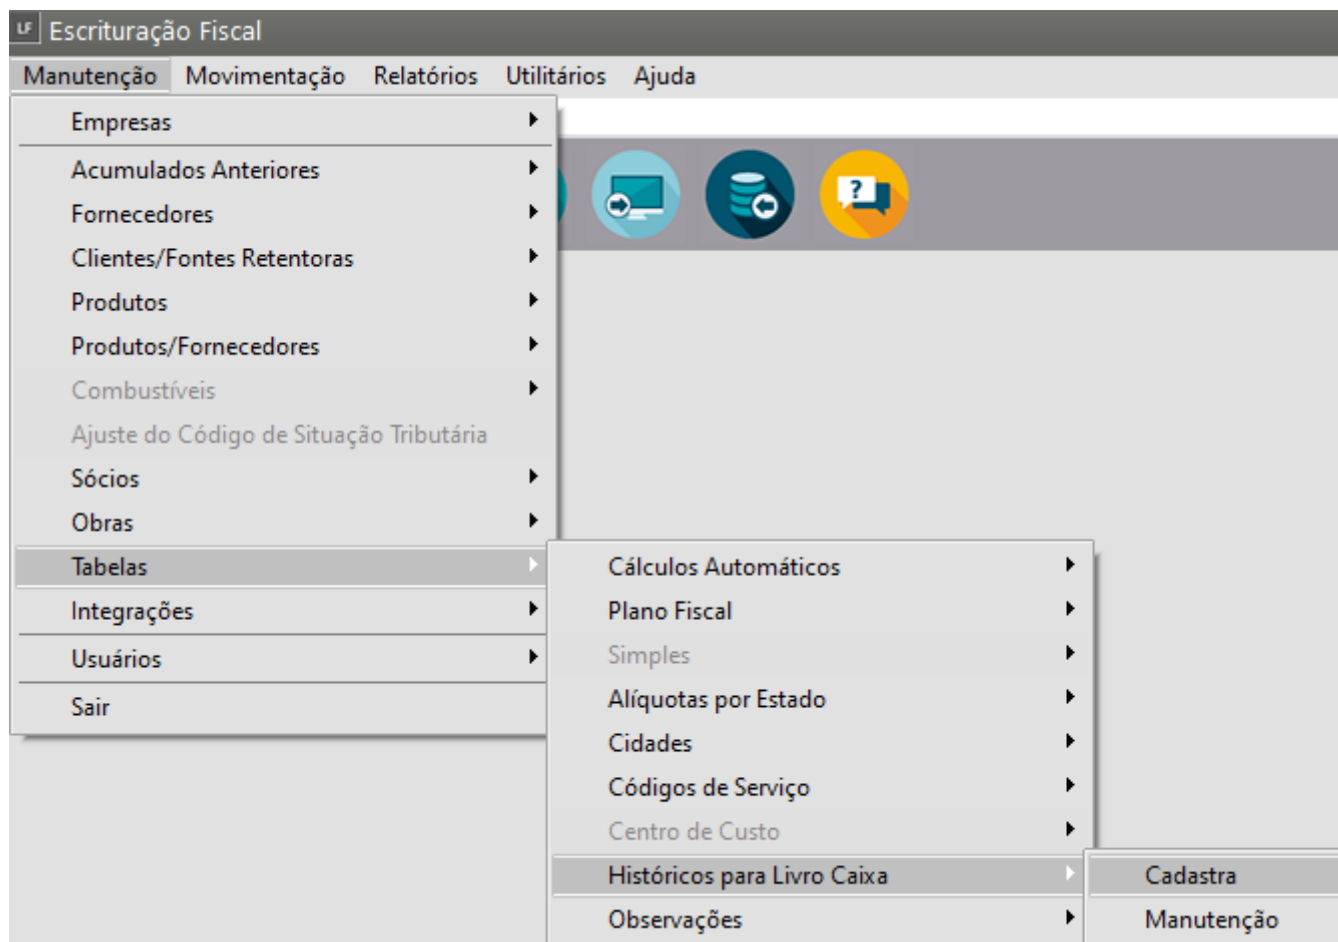 LF Escrituração Fiscal
Manutenção Movimentação Relatórios Utilitários Ajuda
Empresas
Acumulados Anteriores
Fornecedores
Clientes/Fontes Retentoras
?
Produtos
Produtos/Fornecedores
Combustíveis
Ajuste do Código de Situação Tributária
Sócios
Obras
Tabelas
Integrações
Usuários
Sair
Cálculos Automáticos
Plano Fiscal
Simples
Alíquotas por Estado
Cidades
Códigos de Serviço
Centro de Custo
Históricos para Livro Caixa
Observações
Cadastra
Manutenção